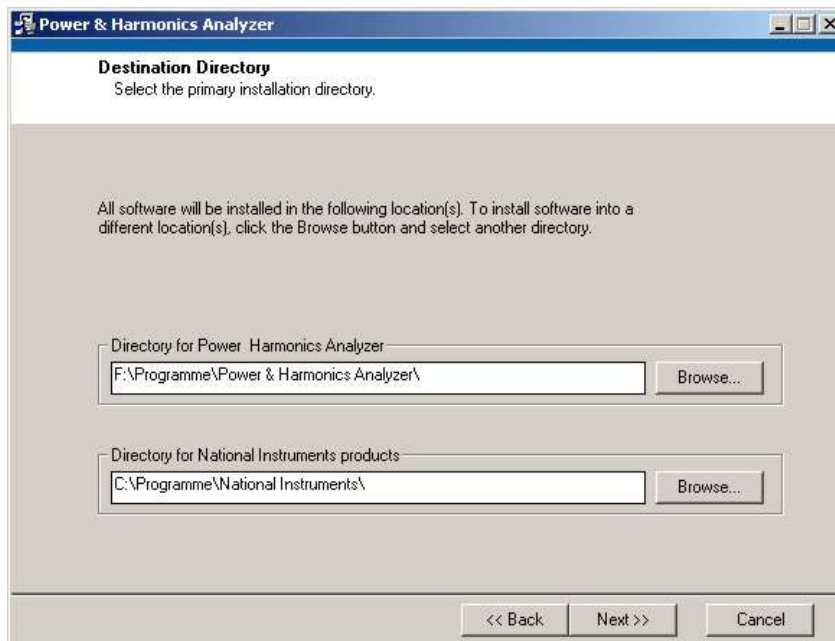 Power & Harmonics Analyzer
Destination Directory
Select the primary installation directory.
All software will be installed in the following location(s). To install software into a
different location(s), click the Browse button and select another directory.
Directory for Power  Harmonics Analyzer
F:\Programme\Power & Harmonics Analyzer\
Browse...
Directory for National Instruments products
C:\Programme\National Instruments\
Browse...
<< Back
Next >>
Cancel